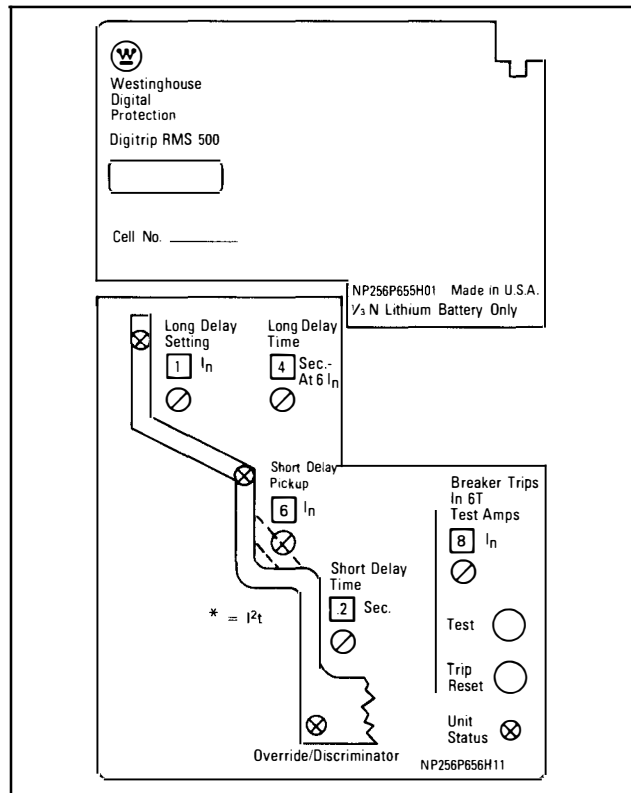 W
Westinghouse
Digital
Protection
Digitrip RMS 500
Cell No.
NP256P655H01 Made in U.S.A.
⅓ N Lithium Battery Only
Long Delay
Setting
1 In
Long Delay
Time
4 Sec.-
At 6 In
Short Delay
Pickup
6 In
Short Delay
Time
.2 Sec.
* = I²t
Override/Discriminator
Breaker Trips
In 6T
Test Amps
8 In
Test
Trip
Reset
Unit
Status
NP256P656H11